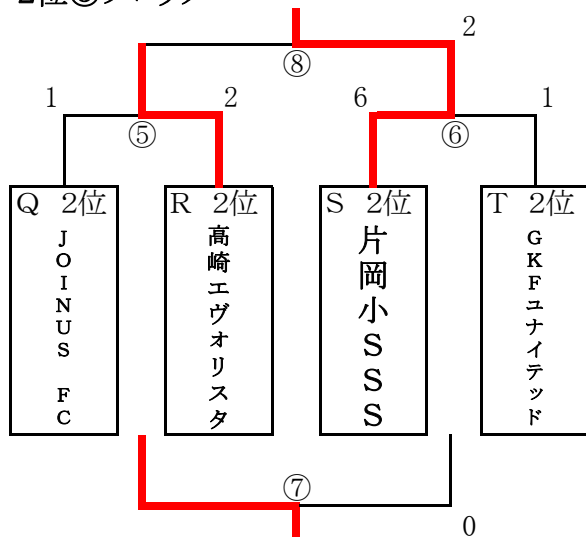 2位
2
⑧
1 2 6 1
⑤ ⑥
Q 2位
JOINUS FC
R 2位
高崎エヴォリスタ
S 2位
片岡小SSS
T 2位
GKFユナイテッド
⑦
0